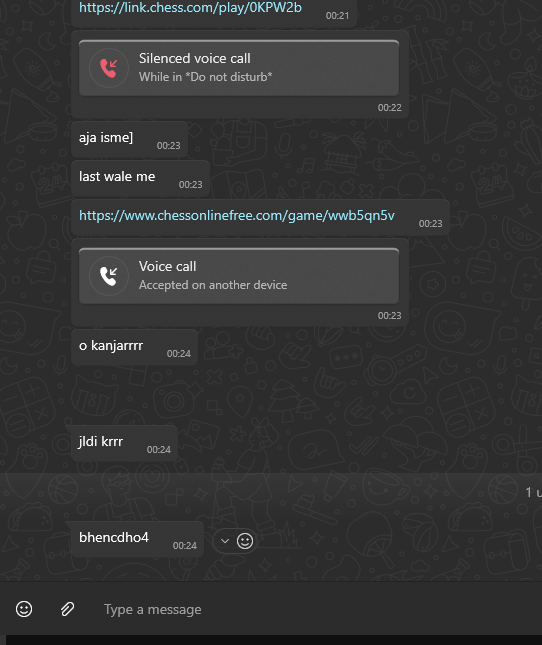 https://link.chess.com/play/0KPW2b
00:21
Silenced voice call
While in *Do not disturb*
00:22
aja isme]
00:23
last wale me
00:23
https://www.chessonlinefree.com/game/wwb5qn5v
00:23
Voice call
Accepted on another device
00:23
o kanjarrrr
00:24
jldi krrr
00:24
1 u
bhencdho4
00:24
Type a message